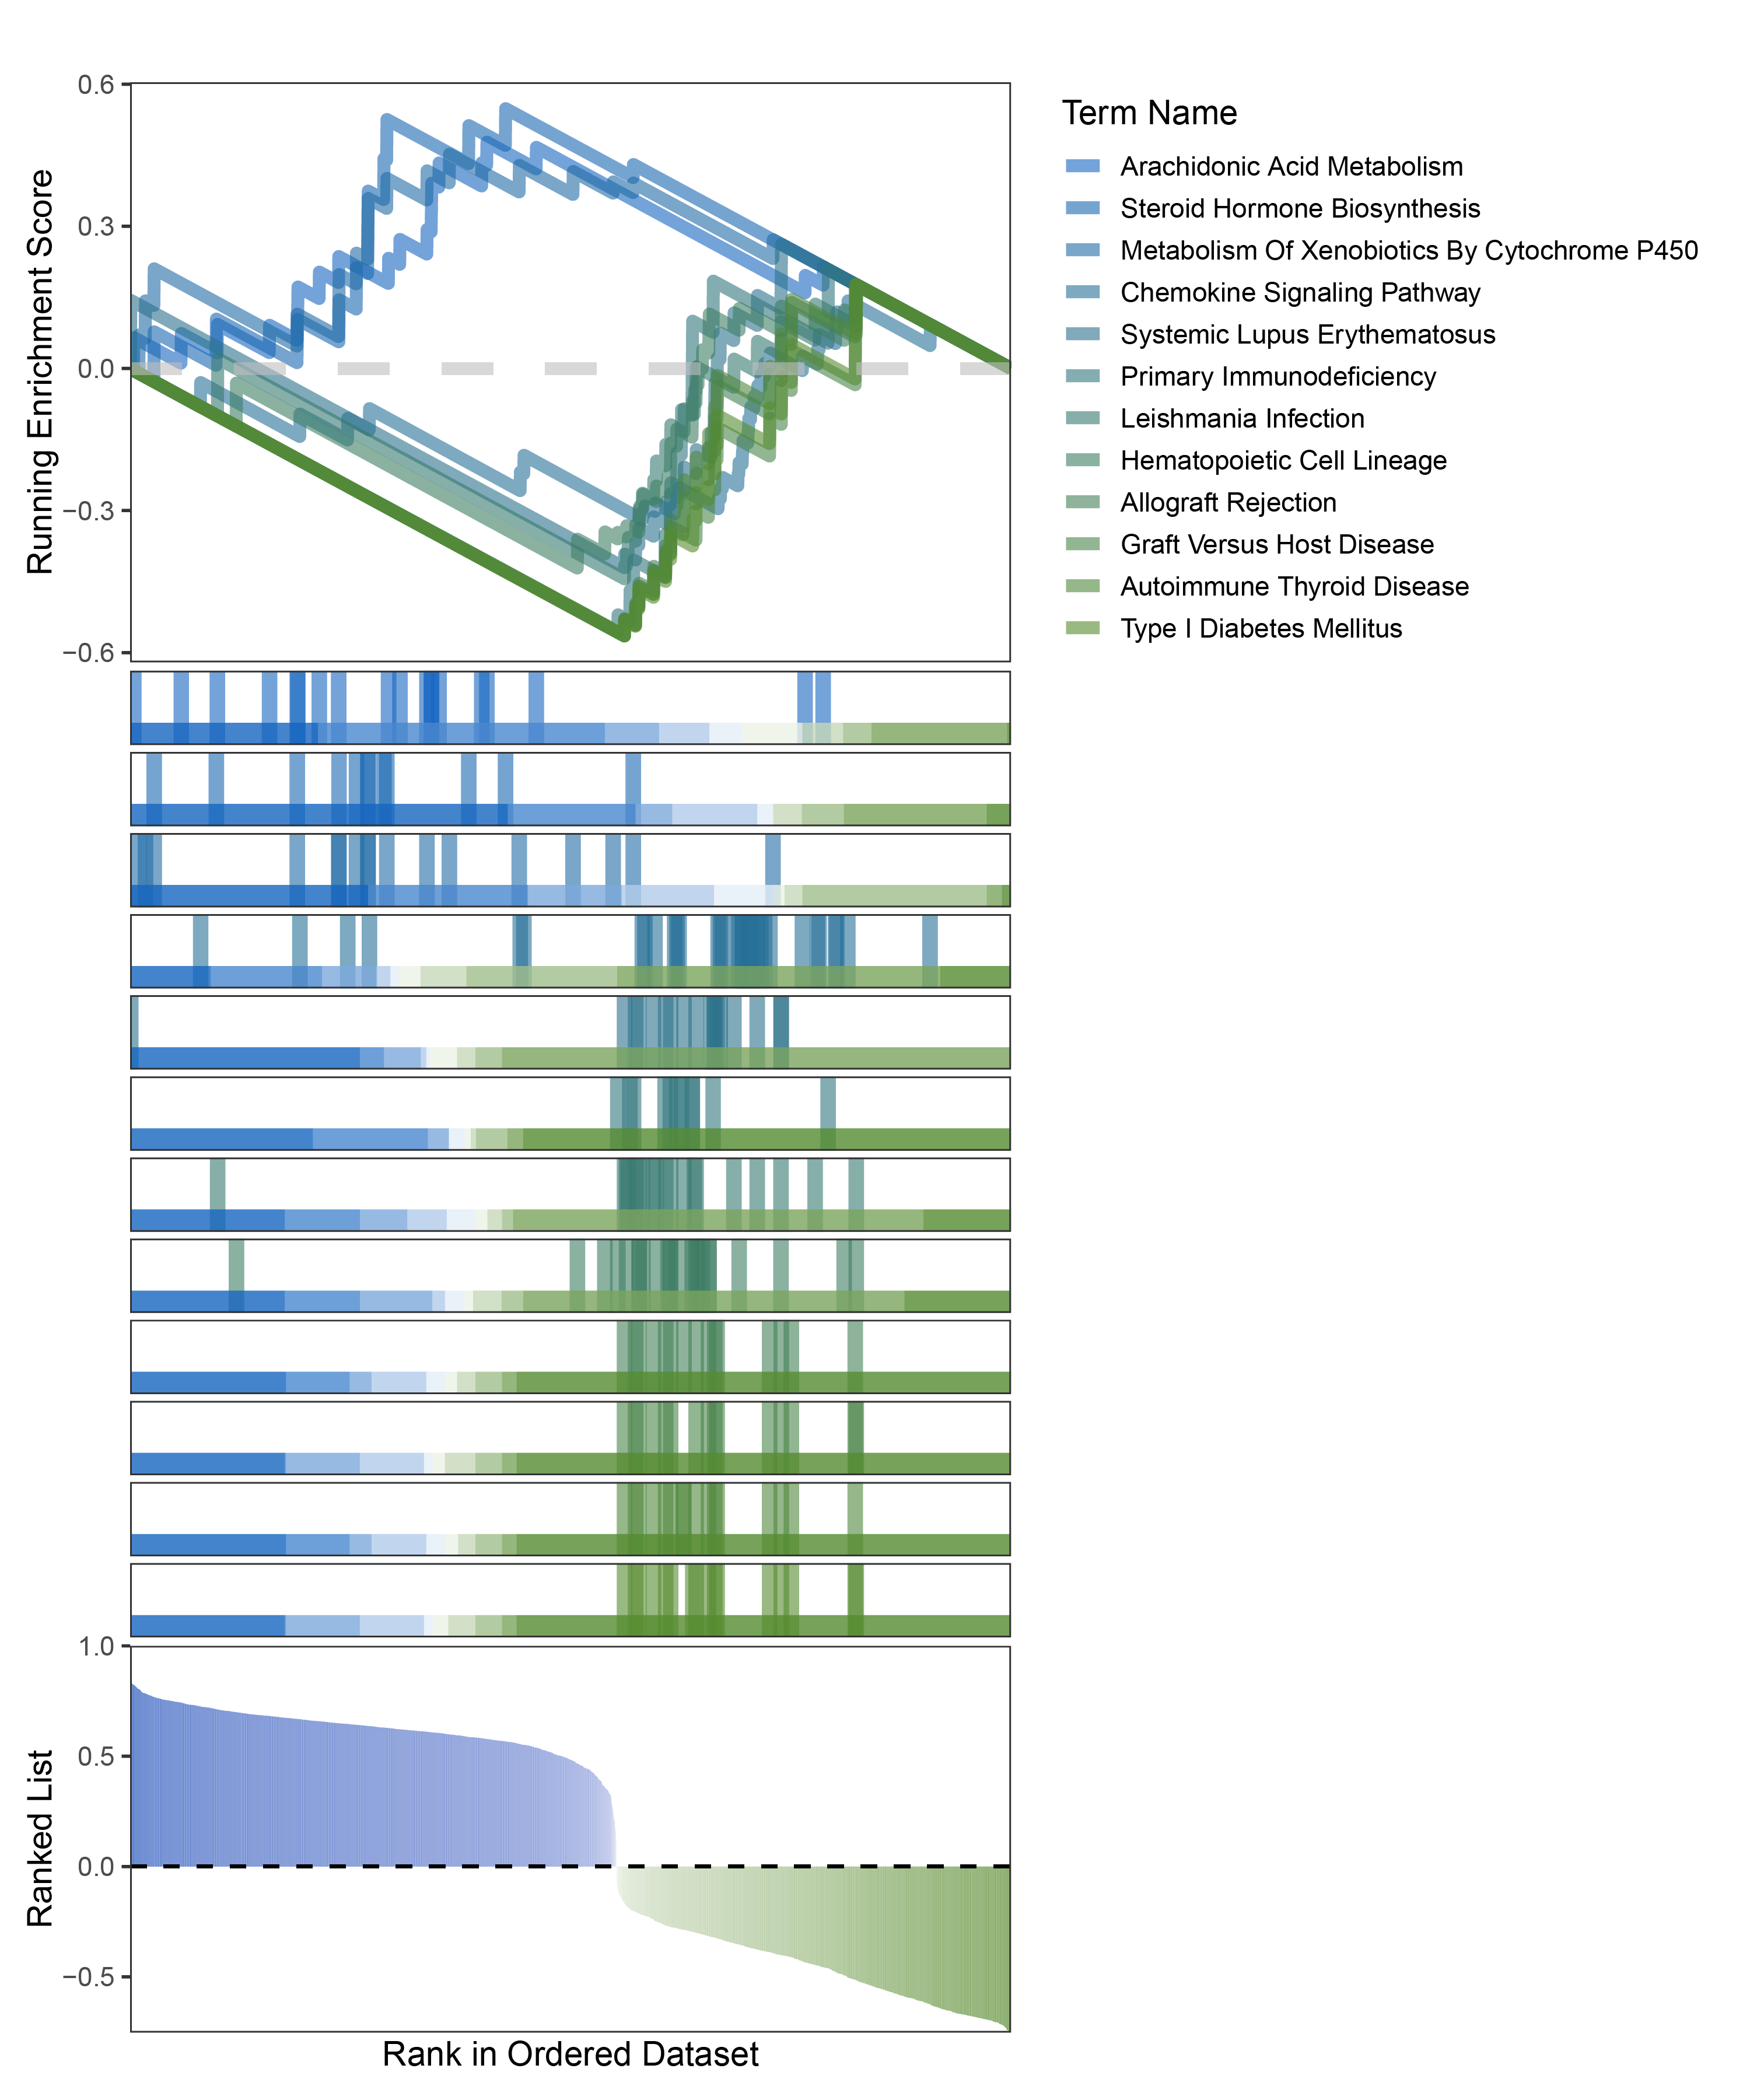 0.6
0.3
0.0
−0.3
−0.6
Running Enrichment Score
Term Name
Arachidonic Acid Metabolism
Steroid Hormone Biosynthesis
Metabolism Of Xenobiotics By Cytochrome P450
Chemokine Signaling Pathway
Systemic Lupus Erythematosus
Primary Immunodeficiency
Leishmania Infection
Hematopoietic Cell Lineage
Allograft Rejection
Graft Versus Host Disease
Autoimmune Thyroid Disease
Type I Diabetes Mellitus
1.0
0.5
0.0
−0.5
Ranked List
Rank in Ordered Dataset